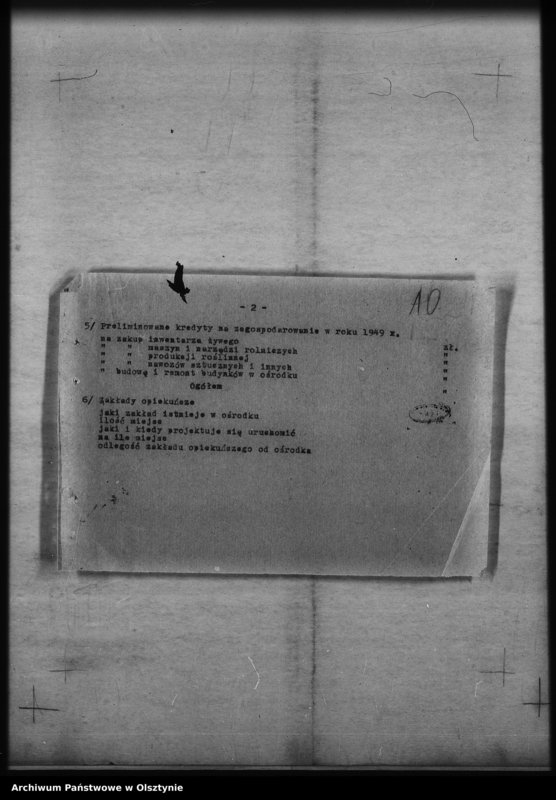 - 2 -
10
5/ Preliminowane kredyty na zagospodarowanie w roku 1949 r.
na zakup inwentarza żywego zł.
" " maszyn i narzędzi rolniczych "
" " produkcji roślinnej "
" " nawozów sztucznych i innych "
" budowę i remont budynków w ośrodku "
Ogółem "
6/ Zakłady opiekuńcze
jaki zakład istnieje w ośrodku
ilość miejsc
jaki i kiedy projektuje się uruchomić
na ile miejsc
odległość zakładu opiekuńczego od ośrodka
Archiwum Państwowe w Olsztynie